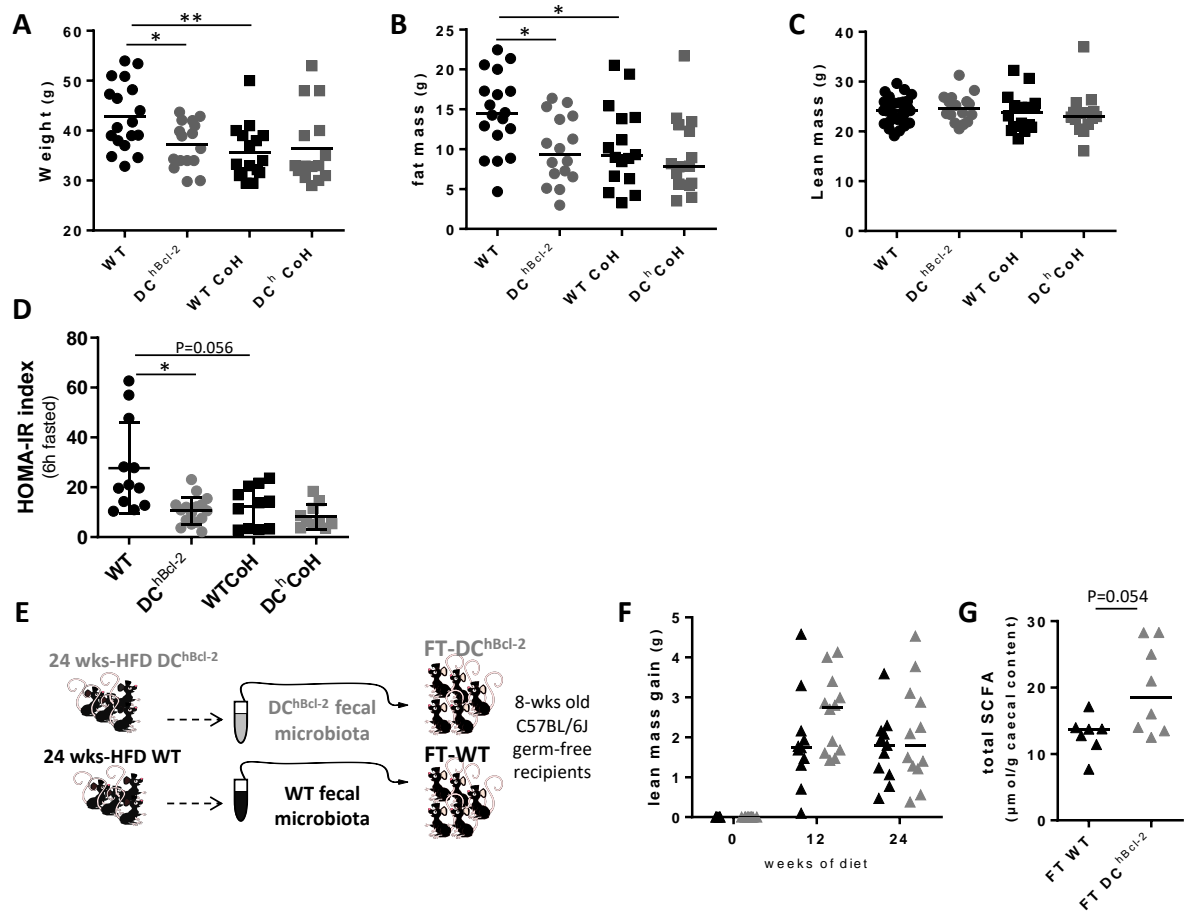 A
**
*
60
50
40
30
20
Weight (g)
WT
DC hBcl-2
WT CoH
DC h CoH
B
*
*
25
20
15
10
5
0
fat mass (g)
WT
DC hBcl-2
WT CoH
DC h CoH
C
40
30
20
10
0
Lean mass (g)
WT
DC hBcl-2
WT CoH
DC h CoH
D
P=0.056
*
80
60
40
20
0
HOMA-IR index
(6h fasted)
WT
DC hBcl-2
WTCoH
DC h CoH
E
24 wks-HFD DC hBcl-2
DC hBcl-2 fecal
microbiota
FT-DC hBcl-2
24 wks-HFD WT
WT fecal
microbiota
FT-WT
8-wks old
C57BL/6J
germ-free
recipients
F
5
4
3
2
1
0
lean mass gain (g)
0 12 24
weeks of diet
G
P=0.054
30
20
10
0
total SCFA
(µmol/g caecal content)
FT WT
FT DC hBcl-2